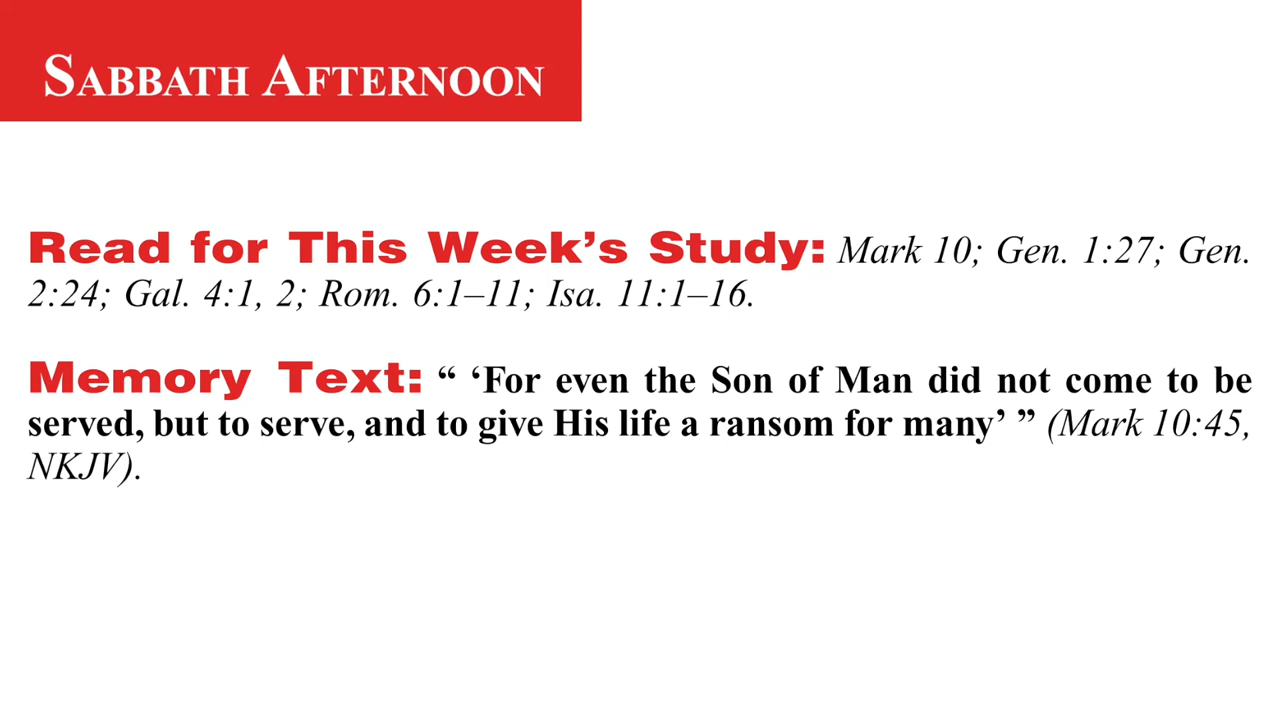 SABBATH AFTERNOON
Read for This Week’s Study: Mark 10; Gen. 1:27; Gen.
2:24; Gal. 4:1, 2; Rom. 6:1–11; Isa. 11:1–16.
Memory Text: “ ‘For even the Son of Man did not come to be
served, but to serve, and to give His life a ransom for many’ ” (Mark 10:45,
NKJV).